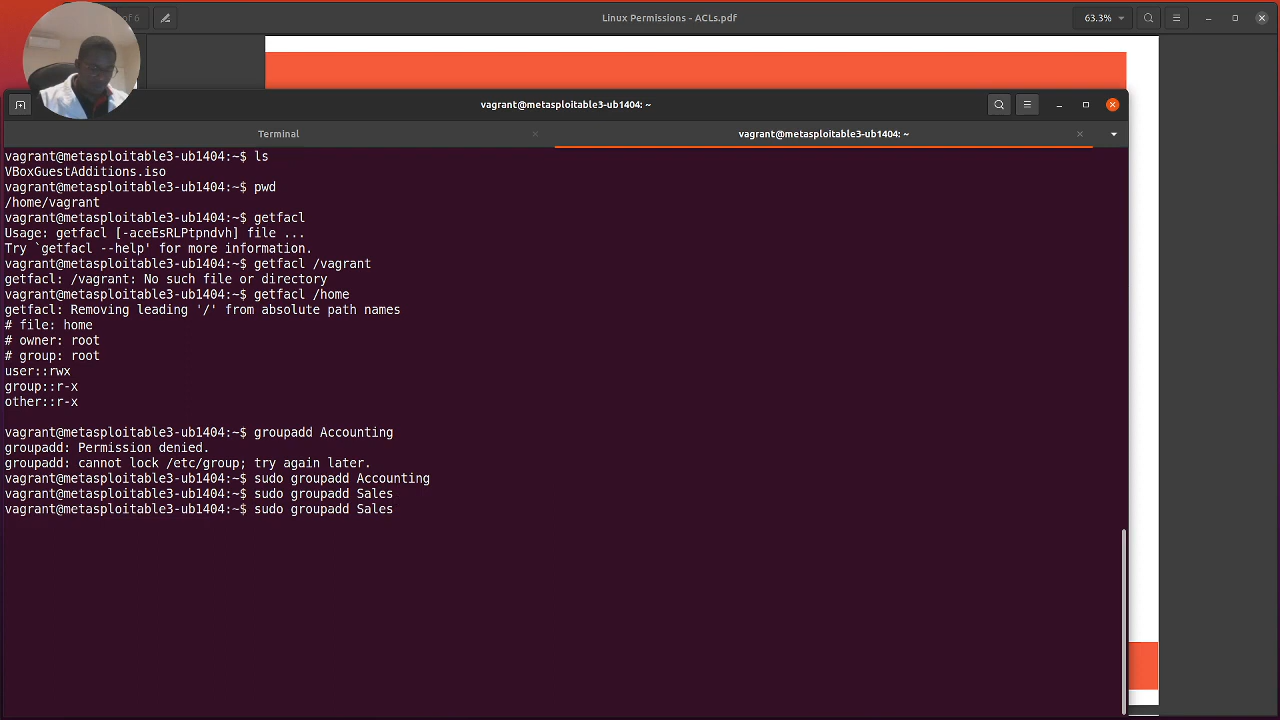 of 6
Linux Permissions - ACLs.pdf
63.3%
vagrant@metasploitable3-ub1404: ~
Terminal
vagrant@metasploitable3-ub1404: ~
vagrant@metasploitable3-ub1404:~$ ls
VBoxGuestAdditions.iso
vagrant@metasploitable3-ub1404:~$ pwd
/home/vagrant
vagrant@metasploitable3-ub1404:~$ getfacl
Usage: getfacl [-aceEsRLPtpndvh] file ...
Try `getfacl --help' for more information.
vagrant@metasploitable3-ub1404:~$ getfacl /vagrant
getfacl: /vagrant: No such file or directory
vagrant@metasploitable3-ub1404:~$ getfacl /home
getfacl: Removing leading '/' from absolute path names
# file: home
# owner: root
# group: root
user::rwx
group::r-x
other::r-x
vagrant@metasploitable3-ub1404:~$ groupadd Accounting
groupadd: Permission denied.
groupadd: cannot lock /etc/group; try again later.
vagrant@metasploitable3-ub1404:~$ sudo groupadd Accounting
vagrant@metasploitable3-ub1404:~$ sudo groupadd Sales
vagrant@metasploitable3-ub1404:~$ sudo groupadd Sales